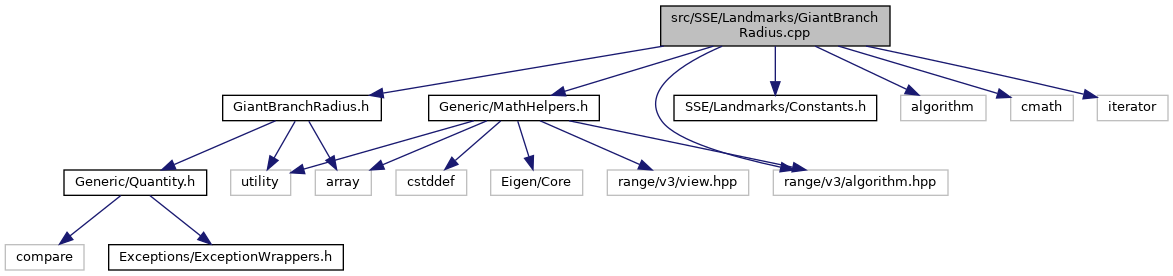 src/SSE/Landmarks/GiantBranch
Radius.cpp
GiantBranchRadius.h
Generic/MathHelpers.h
SSE/Landmarks/Constants.h
algorithm
cmath
iterator
Generic/Quantity.h
utility
array
cstddef
Eigen/Core
range/v3/view.hpp
range/v3/algorithm.hpp
compare
Exceptions/ExceptionWrappers.h